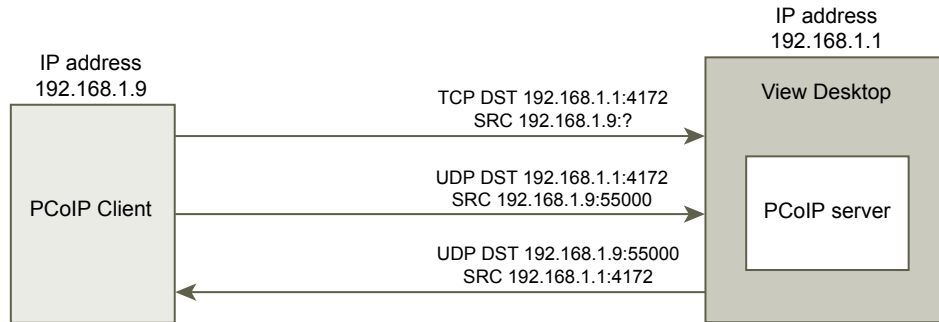 IP address
192.168.1.1
IP address
192.168.1.9
View Desktop
TCP DST 192.168.1.1:4172
SRC 192.168.1.9:?
UDP DST 192.168.1.1:4172
SRC 192.168.1.9:55000
PCoIP Client
PCoIP server
UDP DST 192.168.1.9:55000
SRC 192.168.1.1:4172